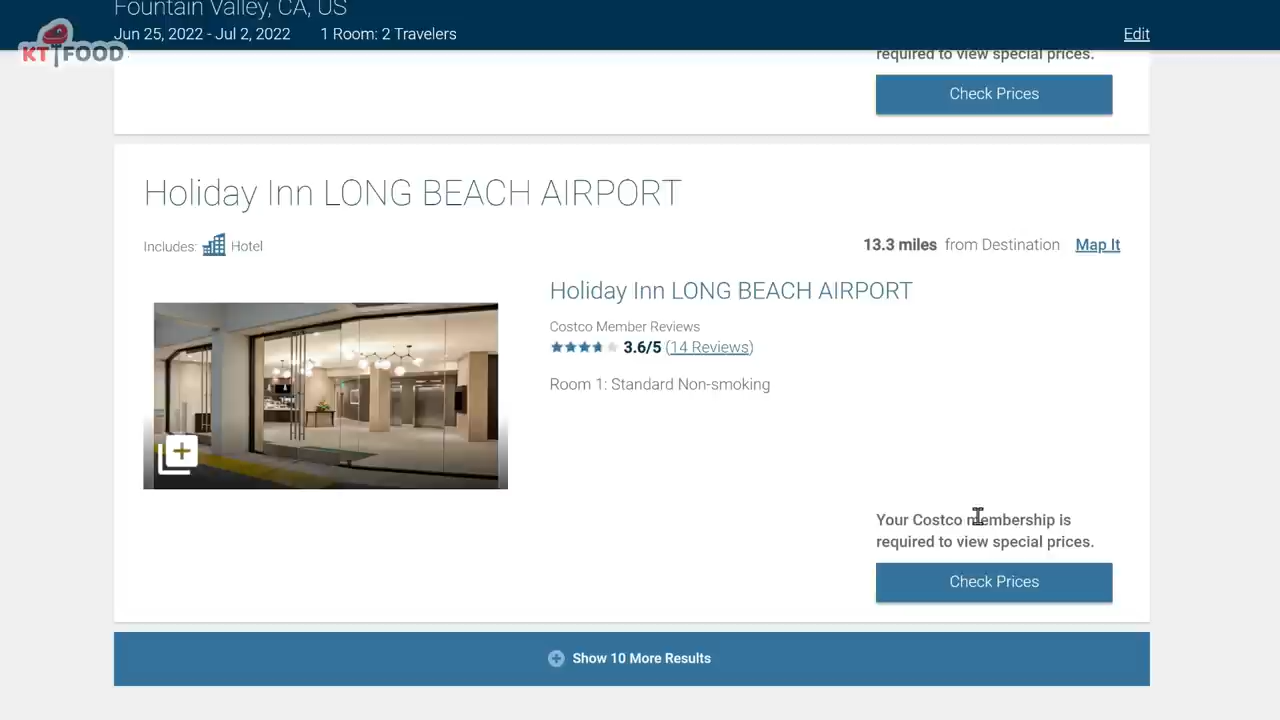 Fountain Valley, CA, US
Jun 25, 2022 - Jul 2, 2022 1 Room: 2 Travelers Edit
KT FOOD
required to view special prices.
Check Prices
Holiday Inn LONG BEACH AIRPORT
Includes: Hotel
13.3 miles from Destination Map It
Holiday Inn LONG BEACH AIRPORT
Costco Member Reviews
3.6/5 (14 Reviews)
Room 1: Standard Non-smoking
Your Costco membership is
required to view special prices.
Check Prices
Show 10 More Results